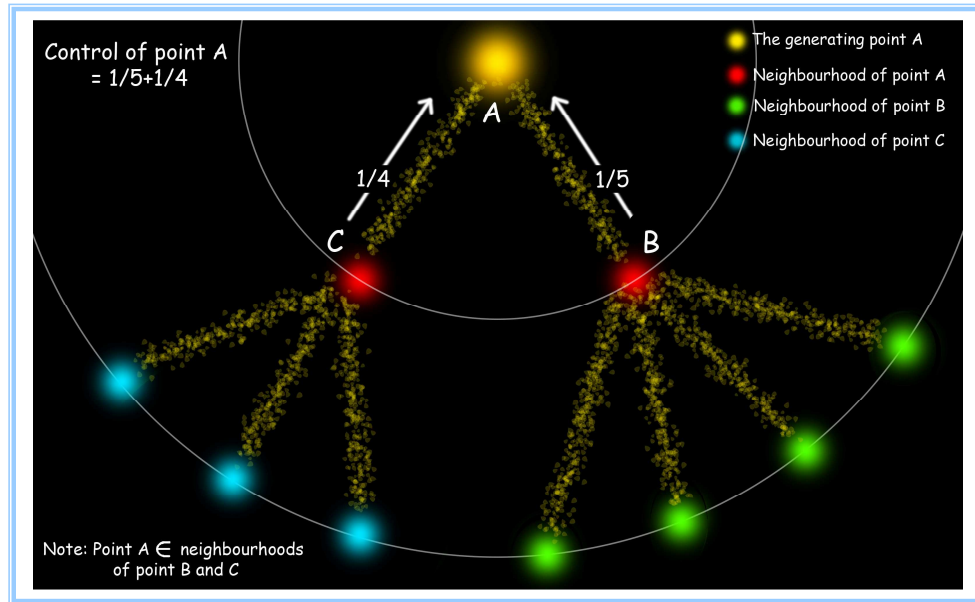 Control of point A
= 1/5+1/4
The generating point A
Neighbourhood of point A
Neighbourhood of point B
Neighbourhood of point C
A
1/4
1/5
C
B
Note: Point A ∈ neighbourhoods
of point B and C